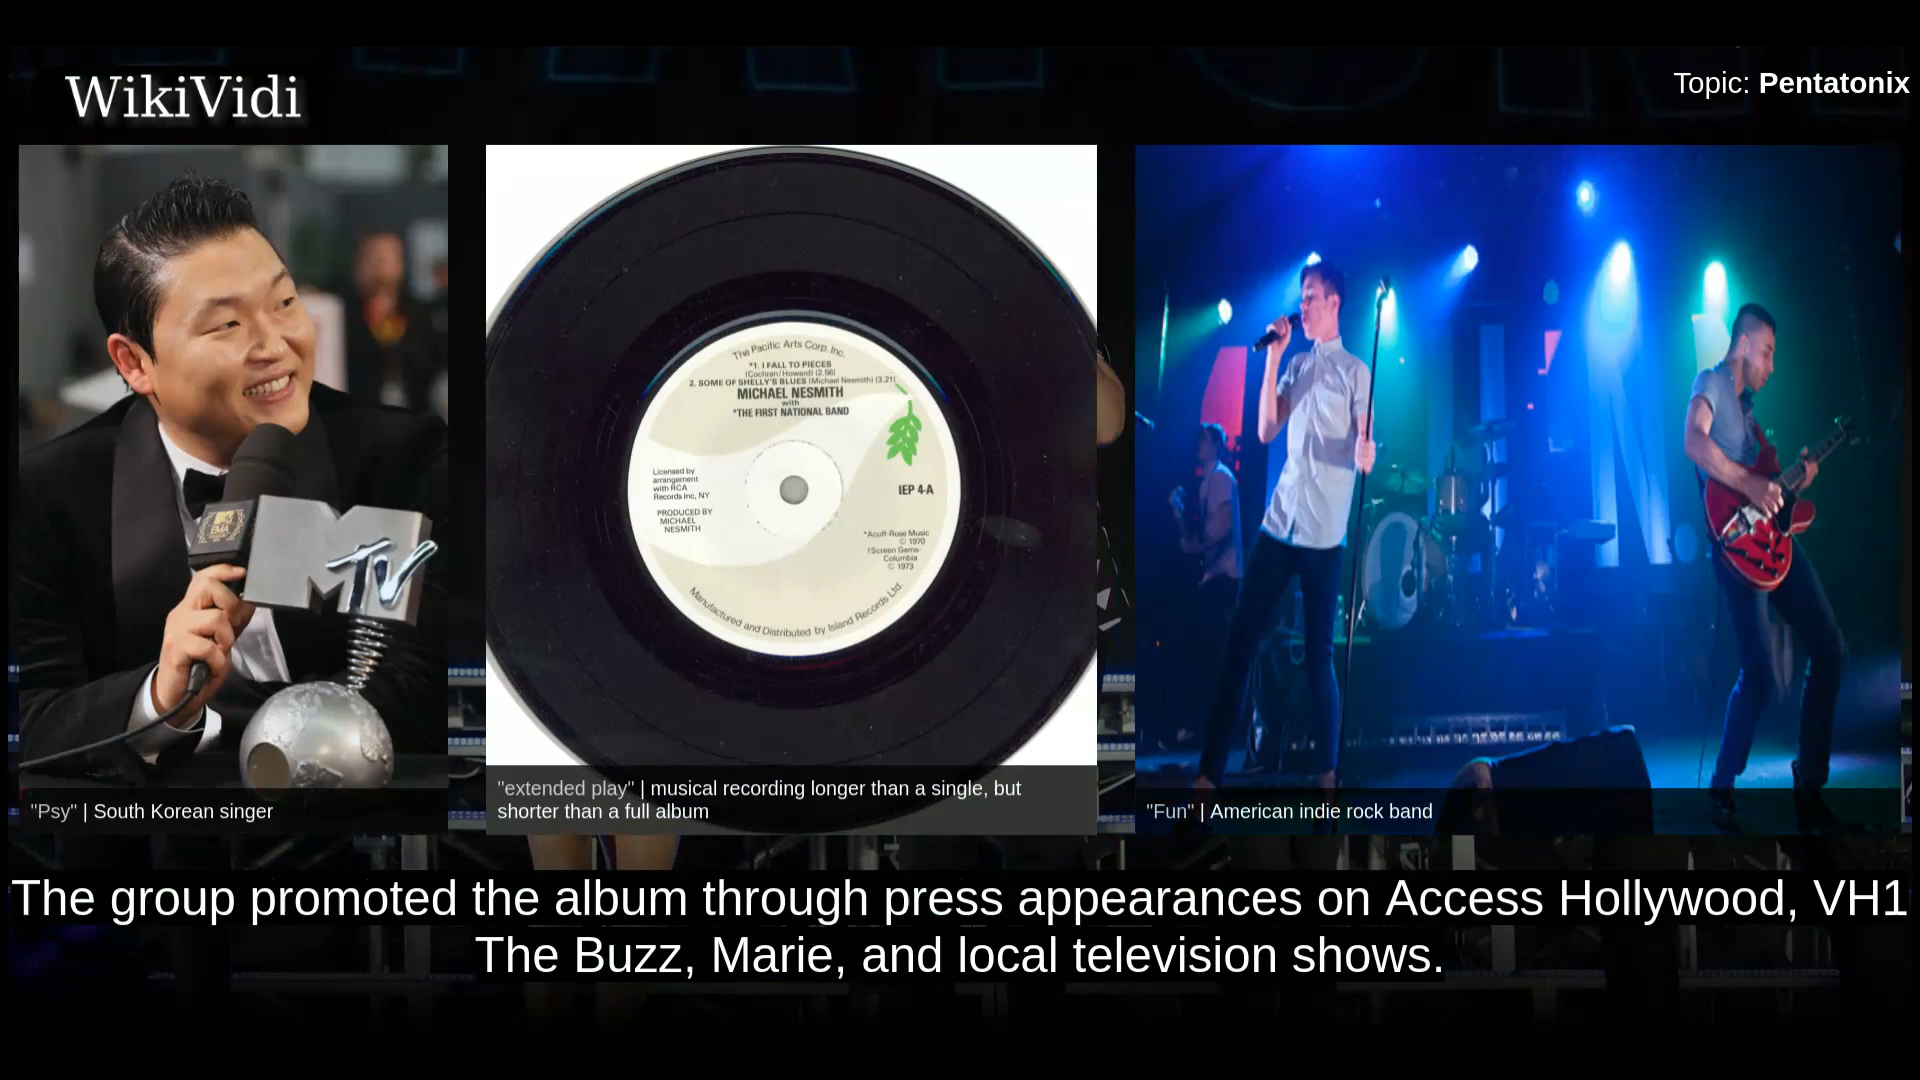 WikiVidi
Topic: Pentatonix
MTV
EMA
"Psy" | South Korean singer
The Pacific Arts Corp. Inc.
*1. I FALL TO PIECES
(Cochran/Howard) (2.56)
2. SOME OF SHELLY'S BLUES (Michael Nesmith) (3.21)
MICHAEL NESMITH
with
*THE FIRST NATIONAL BAND
Licensed by
arrangement
with RCA
Records Inc, NY
PRODUCED BY
MICHAEL
NESMITH
IEP 4-A
*Acuff-Rose Music
© 1970
†Screen Gems-
Columbia
© 1973
Manufactured and Distributed by Island Records Ltd.
"extended play" | musical recording longer than a single, but
shorter than a full album
"Fun" | American indie rock band
The group promoted the album through press appearances on Access Hollywood, VH1
The Buzz, Marie, and local television shows.